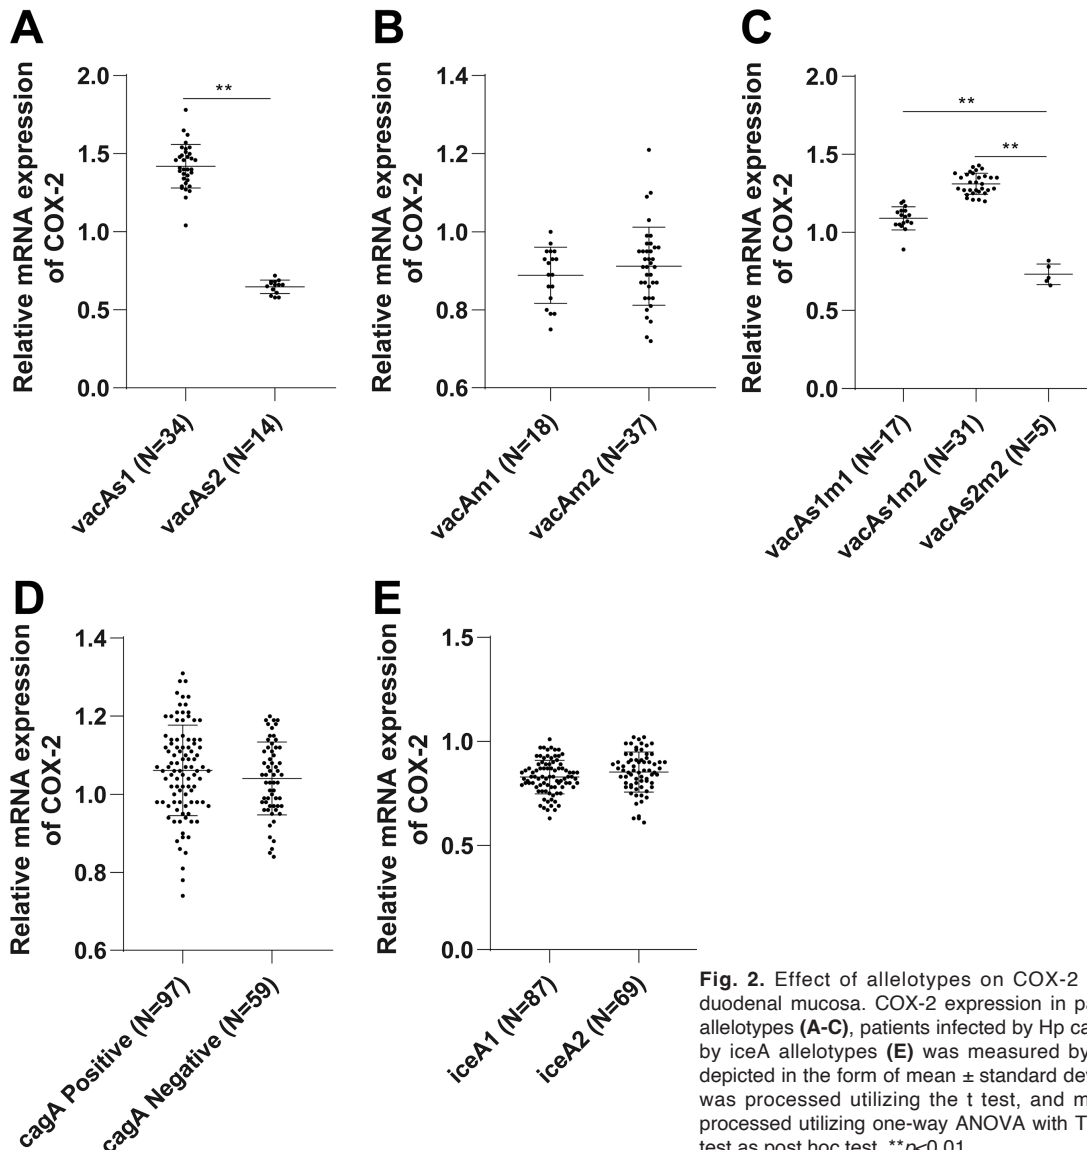 A
Relative mRNA expression
of COX-2
2.0
1.5
1.0
0.5
0.0
**
vacAs1 (N=34)
vacAs2 (N=14)
B
Relative mRNA expression
of COX-2
1.4
1.2
1.0
0.8
0.6
vacAm1 (N=18)
vacAm2 (N=37)
C
Relative mRNA expression
of COX-2
2.0
1.5
1.0
0.5
0.0
**
**
vacAs1m1 (N=17)
vacAs1m2 (N=31)
vacAs2m2 (N=5)
D
Relative mRNA expression
of COX-2
1.4
1.2
1.0
0.8
0.6
cagA Positive (N=97)
cagA Negative (N=59)
E
Relative mRNA expression
of COX-2
1.5
1.0
0.5
0.0
iceA1 (N=87)
iceA2 (N=69)
Fig. 2. Effect of allelotypes on COX-2
duodenal mucosa. COX-2 expression in
allelotypes (A-C), patients infected by Hp
by iceA allelotypes (E) was measured by
depicted in the form of mean ± standard
was processed utilizing the t test, and
processed utilizing one-way ANOVA with
test as post hoc test. **p<0.01